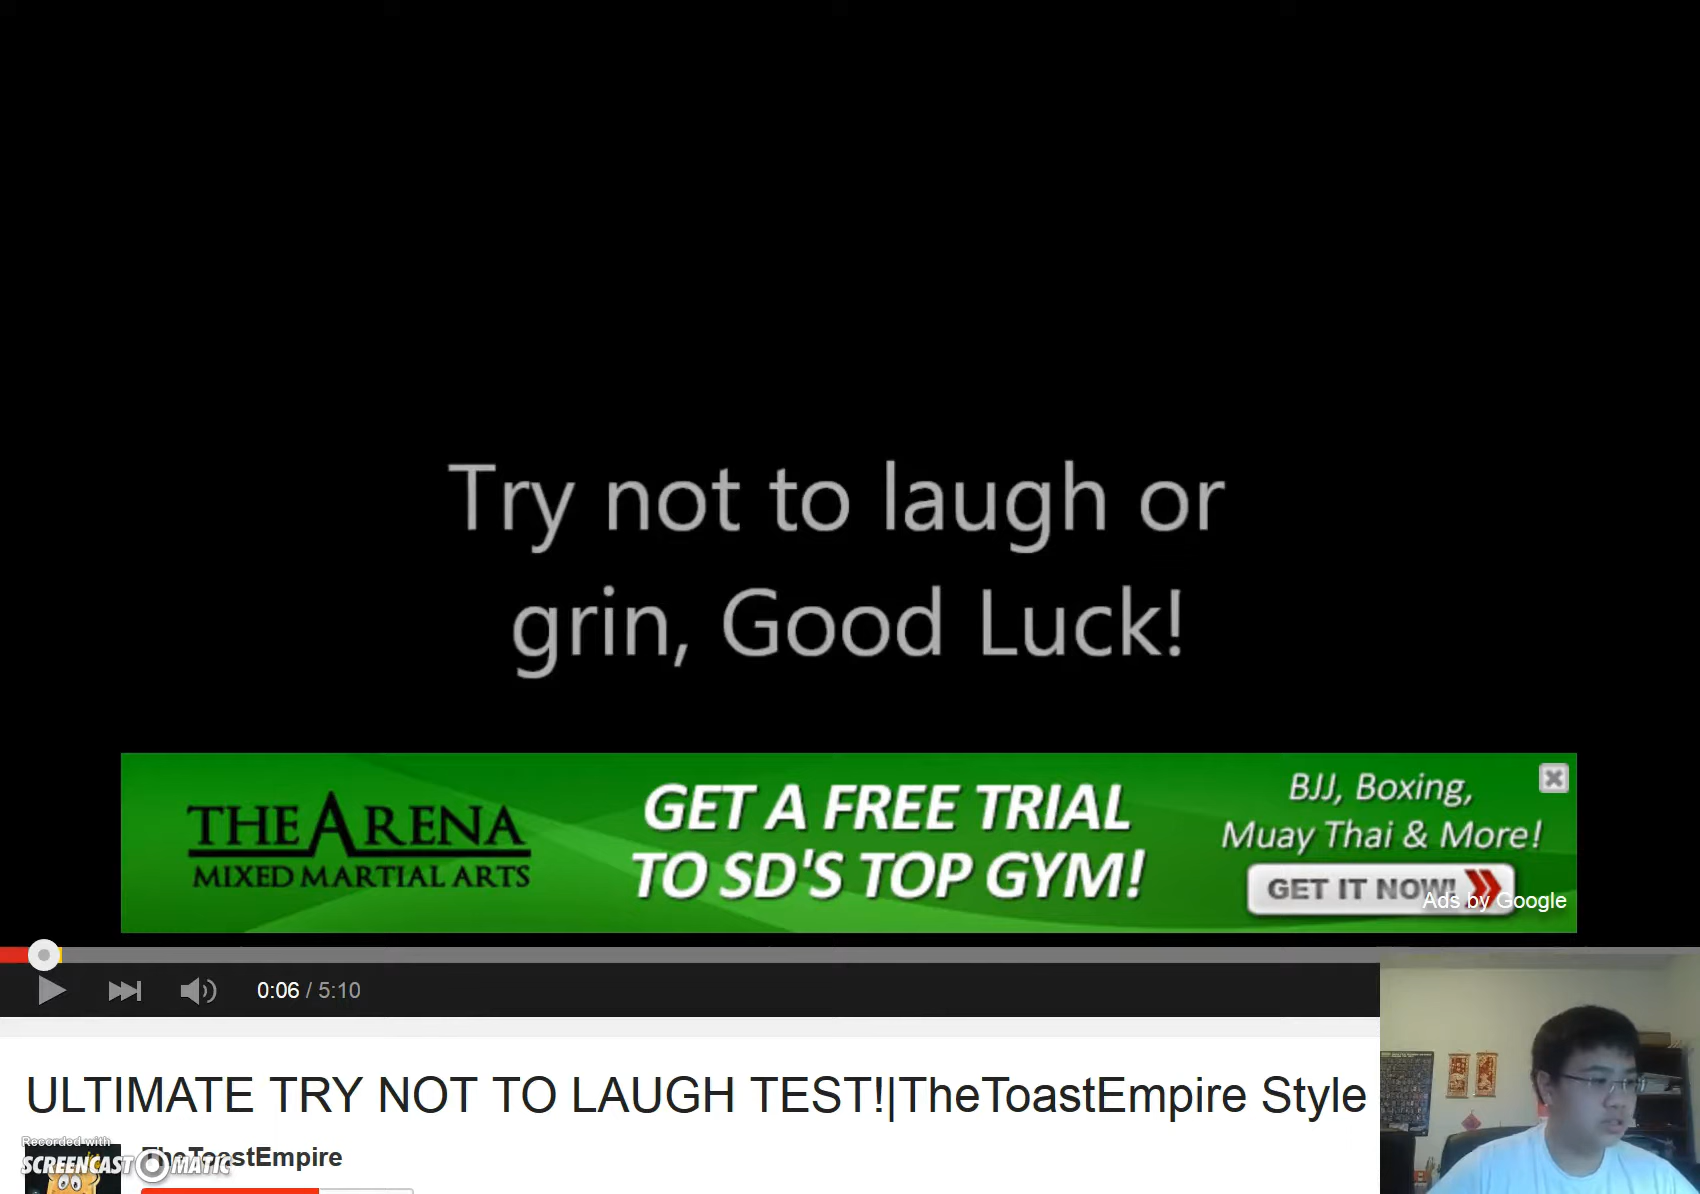 Try not to laugh or
grin, Good Luck!
THE ARENA
MIXED MARTIAL ARTS
GET A FREE TRIAL
TO SD'S TOP GYM!
BJJ, Boxing,
Muay Thai & More!
GET IT NOW!
Ads by Google
0:06 / 5:10
ULTIMATE TRY NOT TO LAUGH TEST!|TheToastEmpire Style
TheToastEmpire
Recorded with
SCREENCAST-O-MATIC